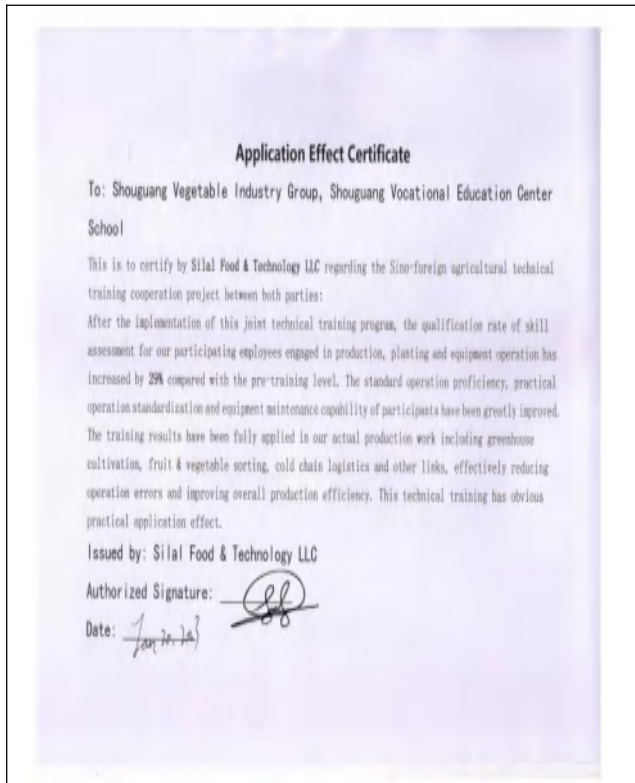 Application Effect Certificate
To: Shouguang Vegetable Industry Group, Shouguang Vocational Education Center
School
This is to certify by Silal Food & Technology LLC regarding the Sino-foreign agricultural technical
training cooperation project between both parties:
After the implementation of this joint technical training program, the qualification rate of skill
assessment for our participating employees engaged in production, planting and equipment operation has
increased by 29% compared with the pre-training level. The standard operation proficiency, practical
operation standardization and equipment maintenance capability of participants have been greatly improved.
The training results have been fully applied in our actual production work including greenhouse
cultivation, fruit & vegetable sorting, cold chain logistics and other links, effectively reducing
operation errors and improving overall production efficiency. This technical training has obvious
practical application effect.
Issued by: Silal Food & Technology LLC
Authorized Signature:
Date: Jan